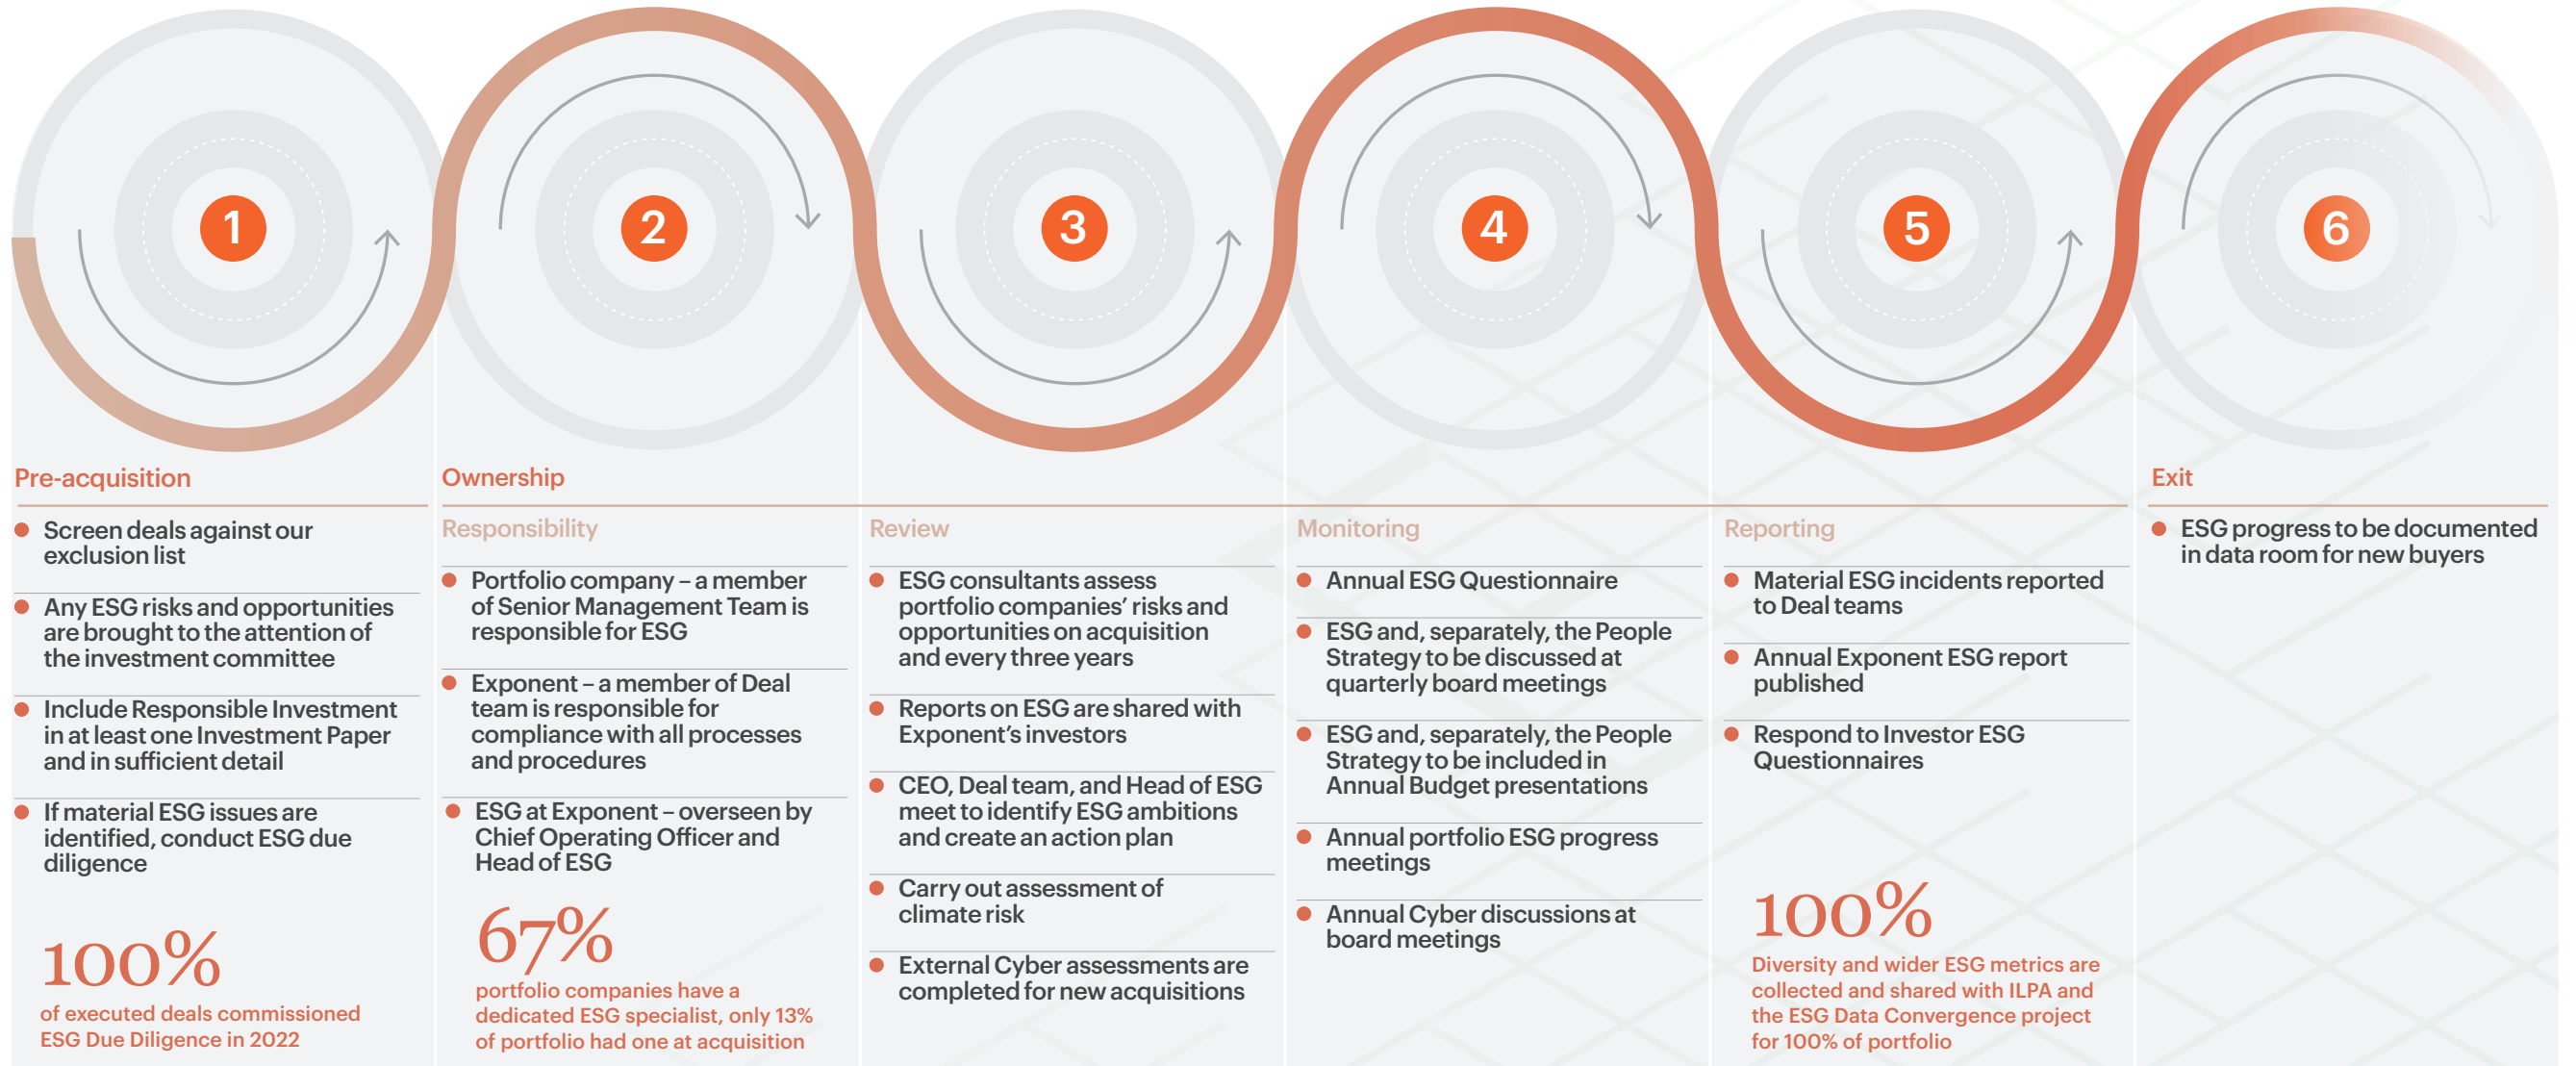 1
2
3
4
5
6
Pre-acquisition
Screen deals against our
exclusion list
Any ESG risks and opportunities
are brought to the attention of
the investment committee
Include Responsible Investment
in at least one Investment Paper
and in sufficient detail
If material ESG issues are
identified, conduct ESG due
diligence
100%
of executed deals commissioned
ESG Due Diligence in 2022
Ownership
Responsibility
Portfolio company – a member
of Senior Management Team is
responsible for ESG
Exponent – a member of Deal
team is responsible for
compliance with all processes
and procedures
ESG at Exponent – overseen by
Chief Operating Officer and
Head of ESG
67%
portfolio companies have a
dedicated ESG specialist, only 13%
of portfolio had one at acquisition
Review
ESG consultants assess
portfolio companies’ risks and
opportunities on acquisition
and every three years
Reports on ESG are shared with
Exponent’s investors
CEO, Deal team, and Head of ESG
meet to identify ESG ambitions
and create an action plan
Carry out assessment of
climate risk
External Cyber assessments are
completed for new acquisitions
Monitoring
Annual ESG Questionnaire
ESG and, separately, the People
Strategy to be discussed at
quarterly board meetings
ESG and, separately, the People
Strategy to be included in
Annual Budget presentations
Annual portfolio ESG progress
meetings
Annual Cyber discussions at
board meetings
Reporting
Material ESG incidents reported
to Deal teams
Annual Exponent ESG report
published
Respond to Investor ESG
Questionnaires
100%
Diversity and wider ESG metrics are
collected and shared with ILPA and
the ESG Data Convergence project
for 100% of portfolio
Exit
ESG progress to be documented
in data room for new buyers